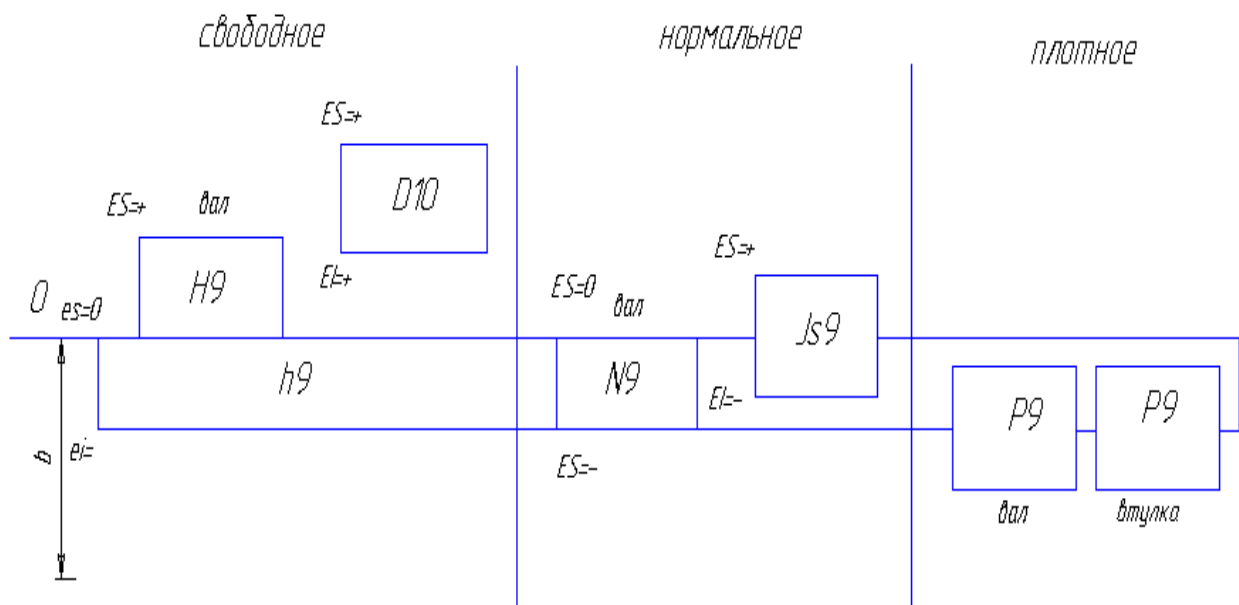 свободное
нормальное
плотное
ES=+
D10
EI=+
ES=+ вал
H9
0 es=0
h9
ei=
b
ES=0 вал
N9
ES=-
ES=+
Js9
EI=-
P9
вал
P9
втулка